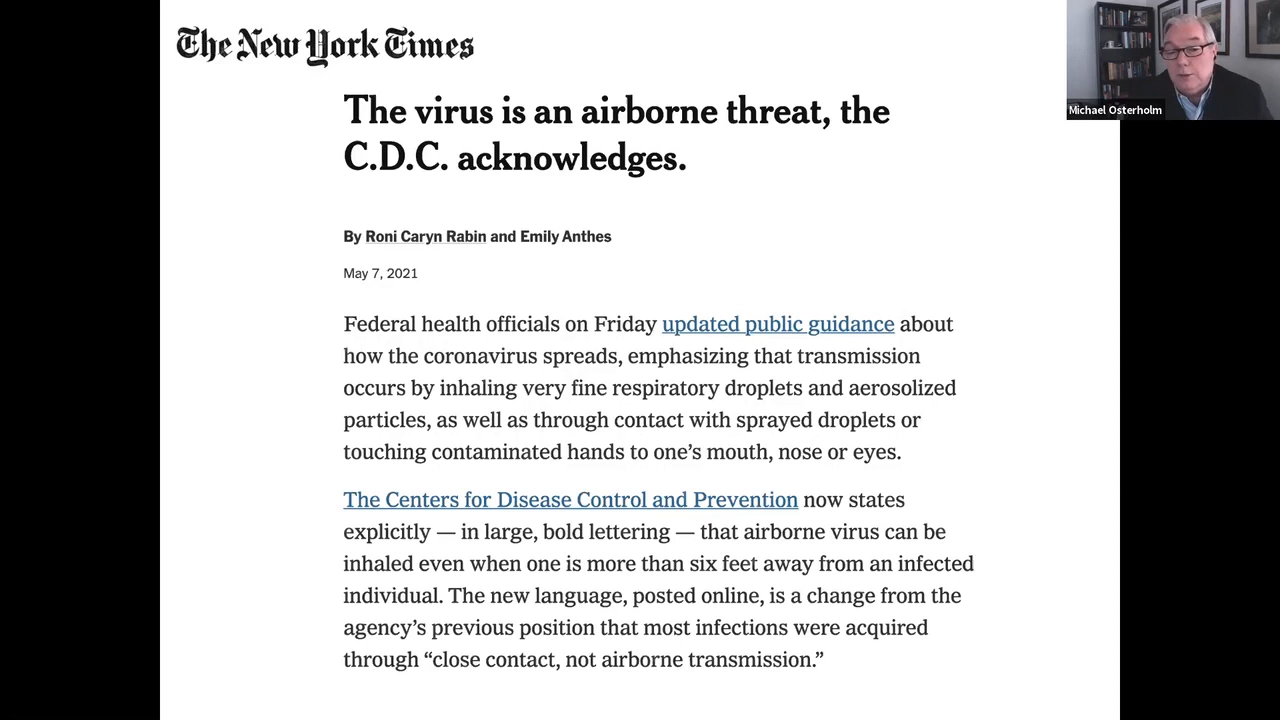 The New York Times
Michael Osterholm
The virus is an airborne threat, the
C.D.C. acknowledges.
By Roni Caryn Rabin and Emily Anthes
May 7, 2021
Federal health officials on Friday updated public guidance about
how the coronavirus spreads, emphasizing that transmission
occurs by inhaling very fine respiratory droplets and aerosolized
particles, as well as through contact with sprayed droplets or
touching contaminated hands to one’s mouth, nose or eyes.
The Centers for Disease Control and Prevention now states
explicitly — in large, bold lettering — that airborne virus can be
inhaled even when one is more than six feet away from an infected
individual. The new language, posted online, is a change from the
agency’s previous position that most infections were acquired
through “close contact, not airborne transmission.”